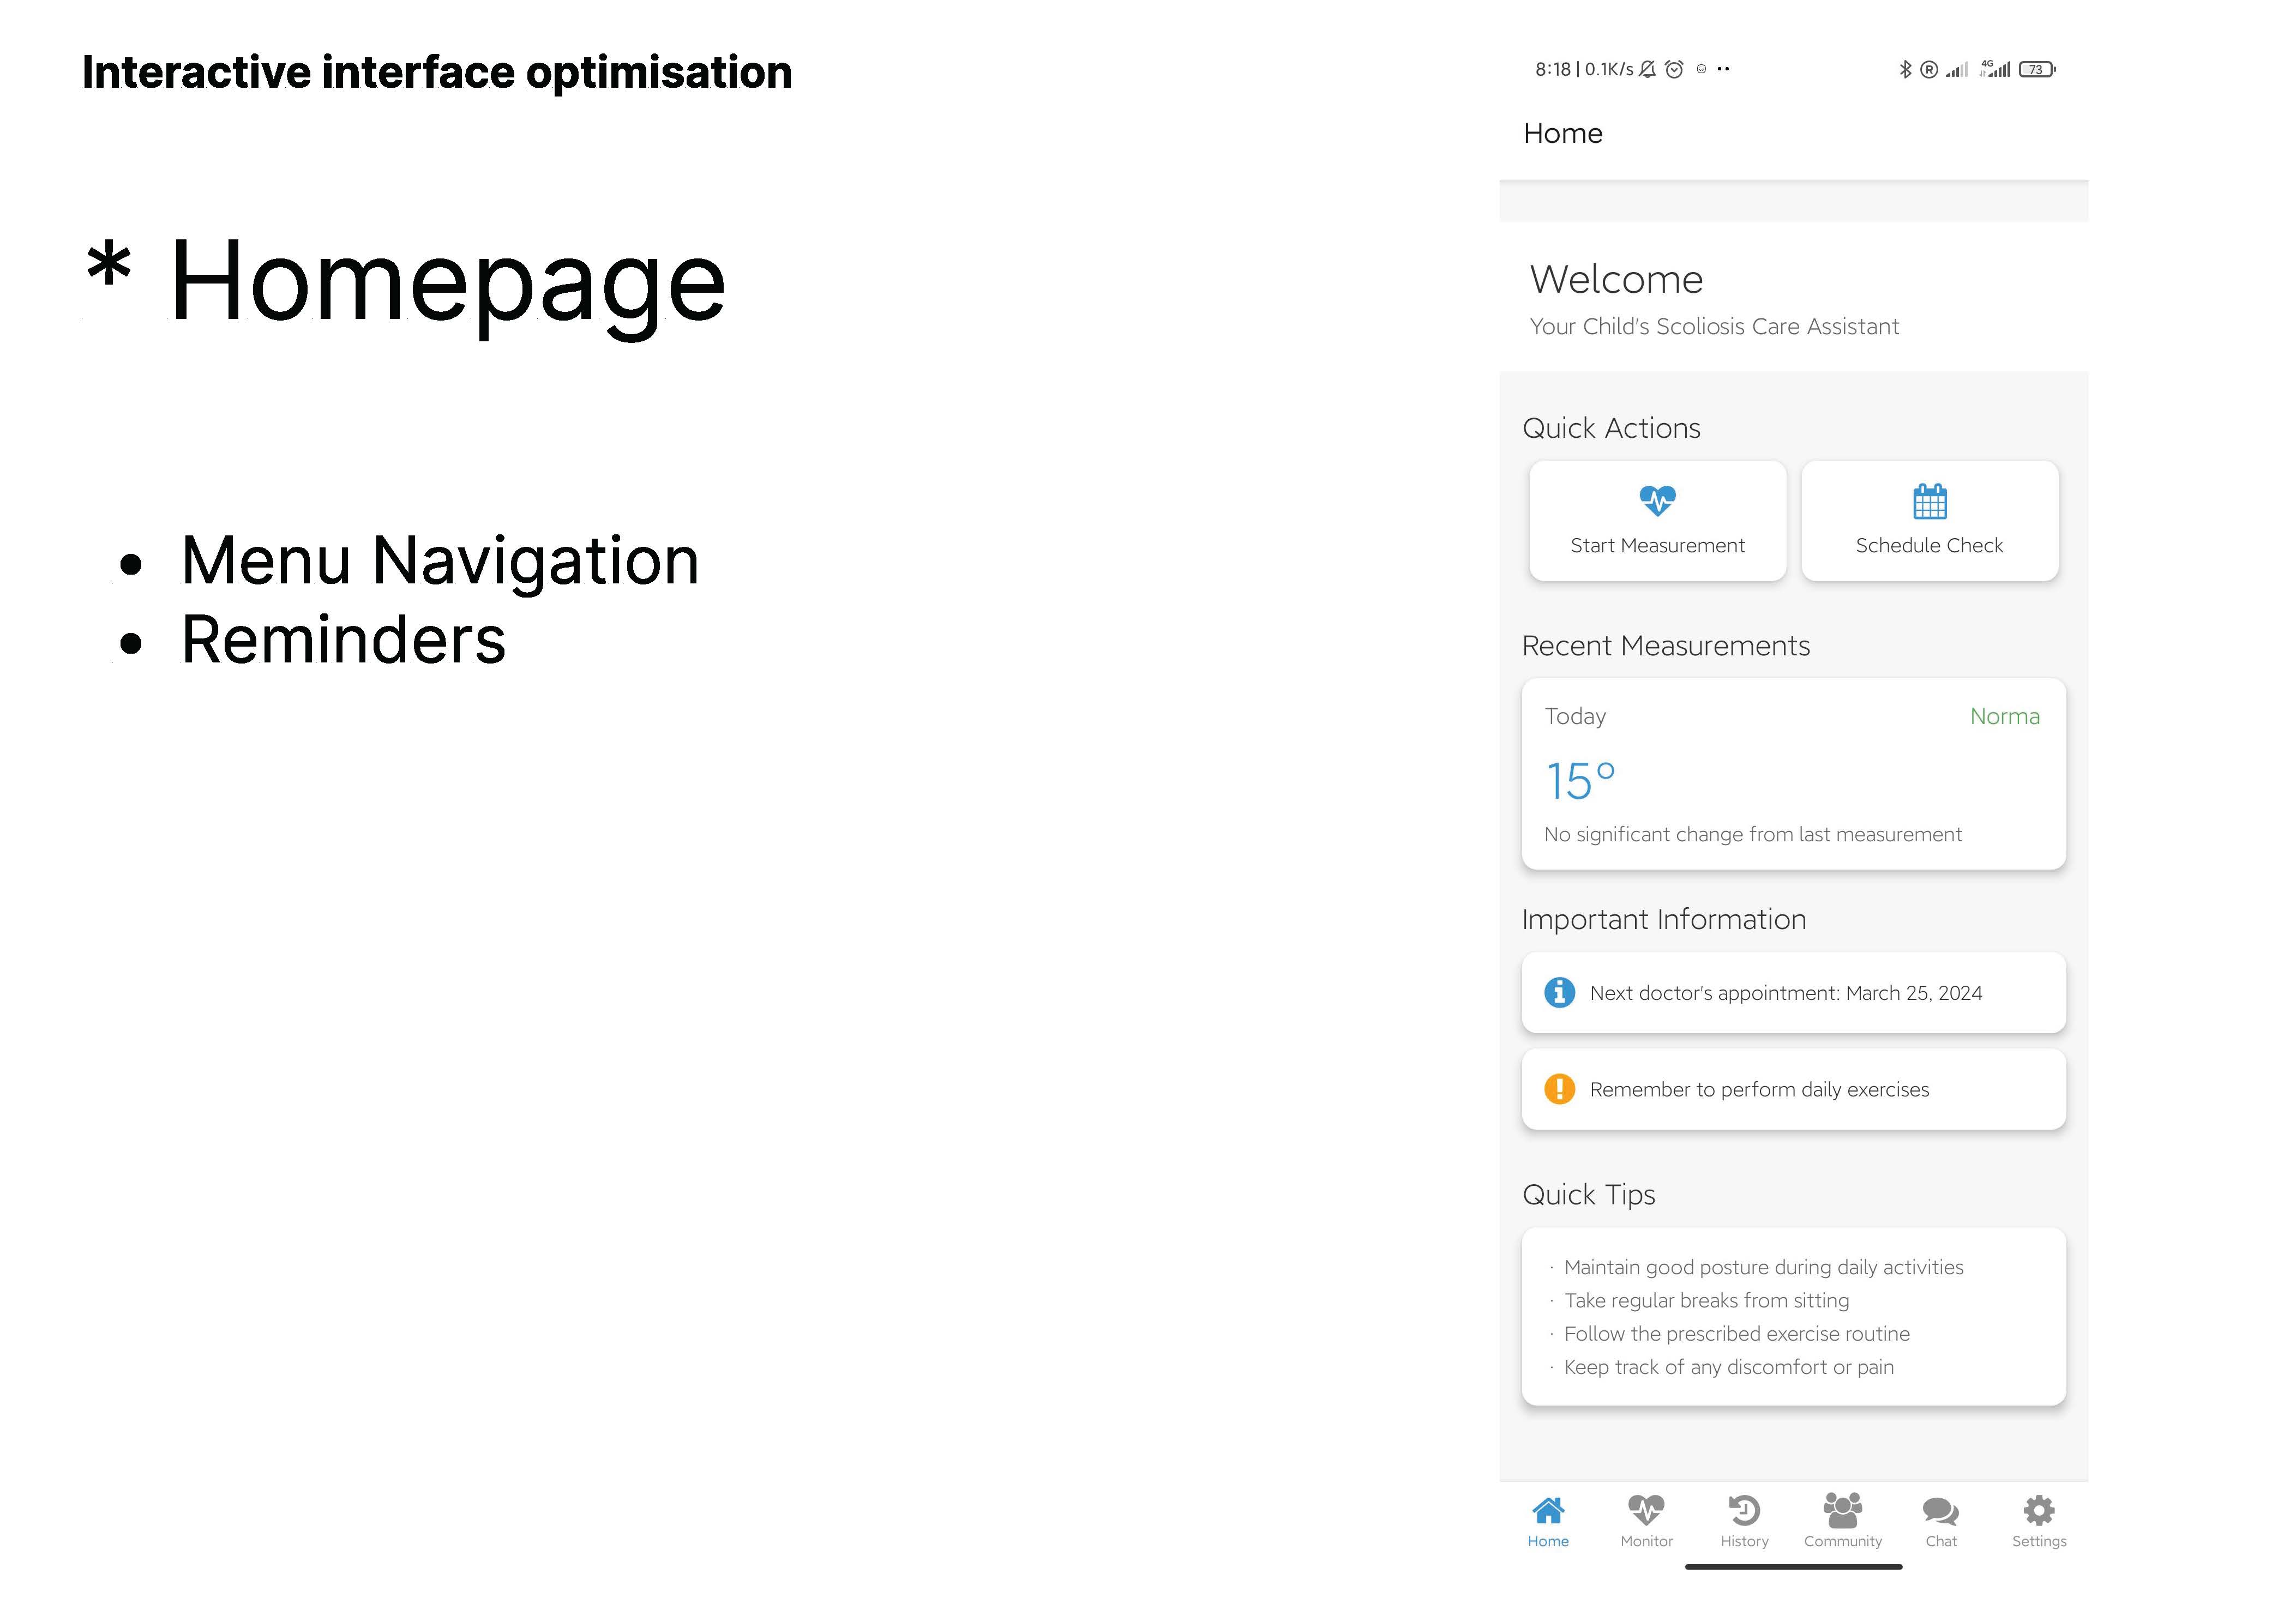 Interactive interface optimisation
* Homepage
• Menu Navigation
• Reminders
8:18 | 0.1K/s
4G
73
Home
Welcome
Your Child's Scoliosis Care Assistant
Quick Actions
Start Measurement
Schedule Check
Recent Measurements
Today
Norma
15°
No significant change from last measurement
Important Information
Next doctor's appointment: March 25, 2024
Remember to perform daily exercises
Quick Tips
· Maintain good posture during daily activities
· Take regular breaks from sitting
· Follow the prescribed exercise routine
· Keep track of any discomfort or pain
Home
Monitor
History
Community
Chat
Settings